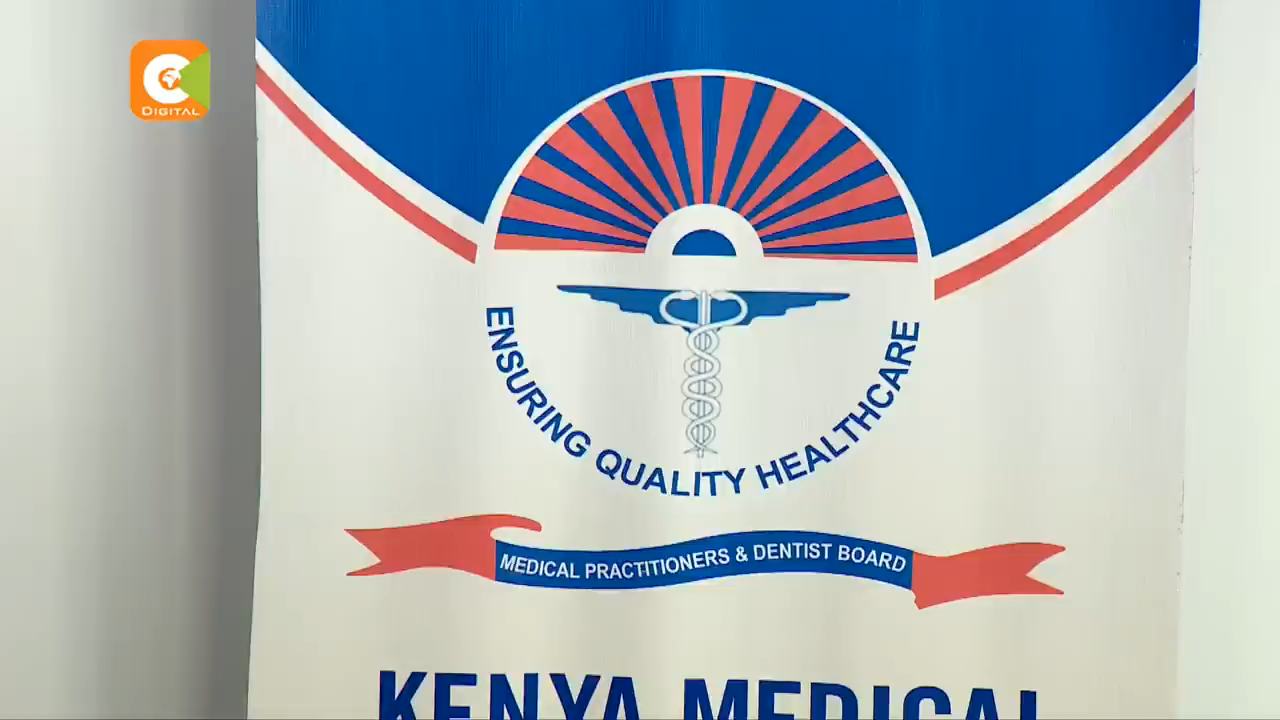 DIGITAL
ENSURING QUALITY HEALTHCARE
MEDICAL PRACTITIONERS & DENTIST BOARD
KENYA MEDICAL